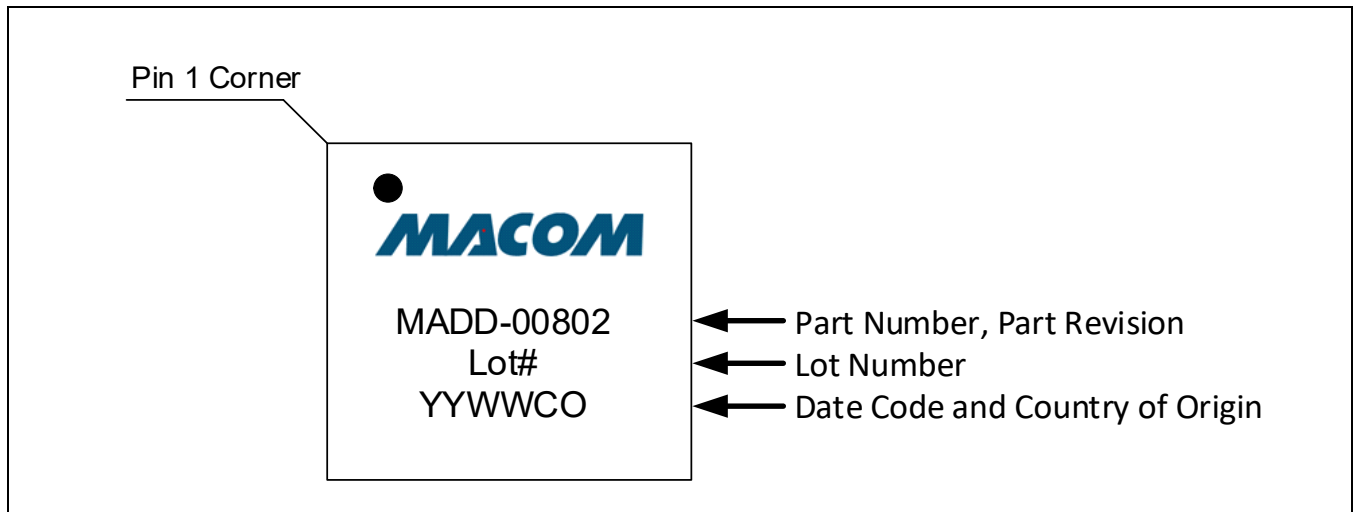 Pin 1 Corner
MACOM
MADD-00802
Part Number, Part Revision
Lot#
Lot Number
YYWWCO
Date Code and Country of Origin